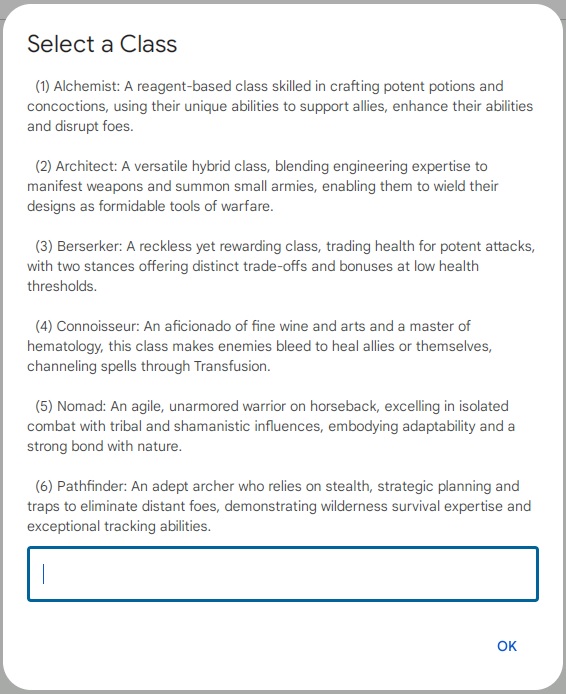 Select a Class
(1) Alchemist: A reagent-based class skilled in crafting potent potions and
concoctions, using their unique abilities to support allies, enhance their abilities
and disrupt foes.
(2) Architect: A versatile hybrid class, blending engineering expertise to
manifest weapons and summon small armies, enabling them to wield their
designs as formidable tools of warfare.
(3) Berserker: A reckless yet rewarding class, trading health for potent attacks,
with two stances offering distinct trade-offs and bonuses at low health
thresholds.
(4) Connoisseur: An aficionado of fine wine and arts and a master of
hematology, this class makes enemies bleed to heal allies or themselves,
channeling spells through Transfusion.
(5) Nomad: An agile, unarmored warrior on horseback, excelling in isolated
combat with tribal and shamanistic influences, embodying adaptability and a
strong bond with nature.
(6) Pathfinder: An adept archer who relies on stealth, strategic planning and
traps to eliminate distant foes, demonstrating wilderness survival expertise and
exceptional tracking abilities.
OK